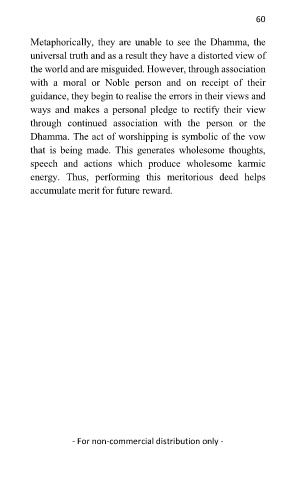 60
Metaphorically, they are unable to see the Dhamma, the
universal truth and as a result they have a distorted view of
the world and are misguided. However, through association
with a moral or Noble person and on receipt of their
guidance, they begin to realise the errors in their views and
ways and makes a personal pledge to rectify their view
through continued association with the person or the
Dhamma. The act of worshipping is symbolic of the vow
that is being made. This generates wholesome thoughts,
speech and actions which produce wholesome karmic
energy. Thus, performing this meritorious deed helps
accumulate merit for future reward.
- For non-commercial distribution only -